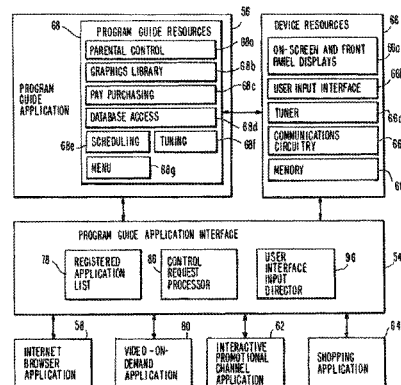 68
PROGRAM GUIDE RESOURCES
56
DEVICE RESOURCES
66
PARENTAL CONTROL
68a
ON-SCREEN AND FRONT
PANEL DISPLAYS
GRAPHICS LIBRARY
68b
PROGRAM
GUIDE
APPLICATION
PAY PURCHASING
68c
USER INPUT INTERFACE
DATABASE ACCESS
68d
TUNER
68e
SCHEDULING
TUNING
68f
COMMUNICATIONS
CIRCUITRY
MENU
68g
MEMORY
PROGRAM GUIDE APPLICATION INTERFACE
78
REGISTERED
APPLICATION
LIST
86
CONTROL
REQUEST
PROCESSOR
USER
INTERFACE
INPUT
DIRECTOR
96
54
58
60
62
64
INTERNET
BROWSER
APPLICATION
VIDEO-ON-
DEMAND
APPLICATION
INTERACTIVE
PROMOTIONAL
CHANNEL
APPLICATION
SHOPPING
APPLICATION